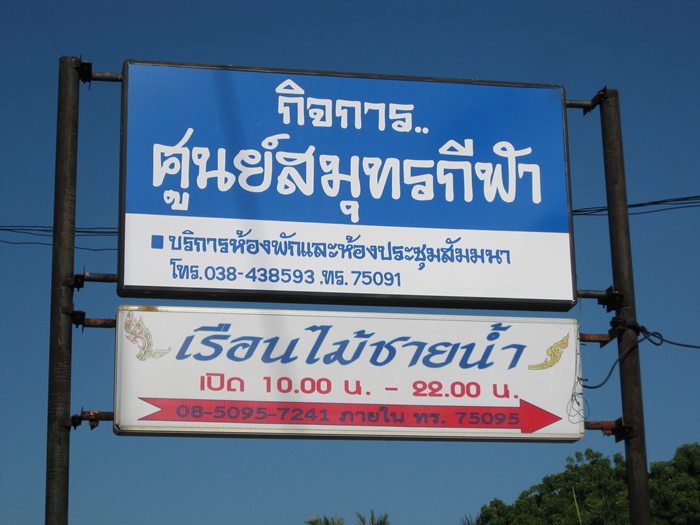 กิจการ..
ศูนย์สมุทรกีฬา
บริการห้องพักและห้องประชุมสัมมนา
โทร.038-438593 .ทร. 75091
เรือนไม้ชายน้ำ
เปิด 10.00 น. - 22.00 น.
08-5095-7241 ภายใน ทร. 75095